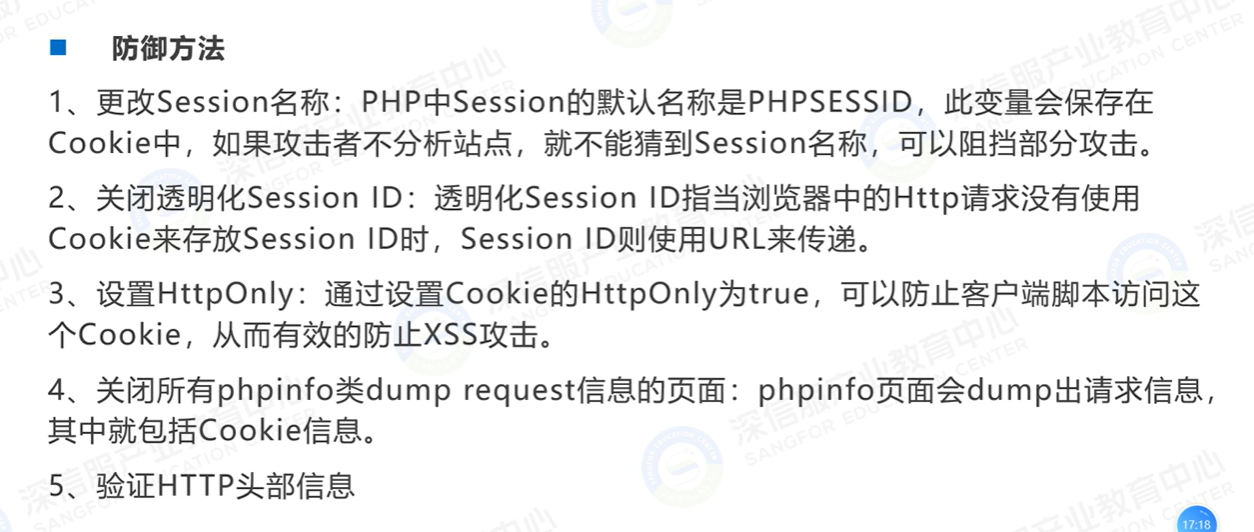 防御方法
1、更改Session名称：PHP中Session的默认名称是PHPSESSID，此变量会保存在
Cookie中，如果攻击者不分析站点，就不能猜到Session名称，可以阻挡部分攻击。
2、关闭透明化Session ID：透明化Session ID指当浏览器中的Http请求没有使用
Cookie来存放Session ID时，Session ID则使用URL来传递。
3、设置HttpOnly：通过设置Cookie的HttpOnly为true，可以防止客户端脚本访问这
个Cookie，从而有效的防止XSS攻击。
4、关闭所有phpinfo类dump request信息的页面：phpinfo页面会dump出请求信息，
其中就包括Cookie信息。
5、验证HTTP头部信息
深信服产业教育中心
SANGFOR EDUCATION CENTER
17:18